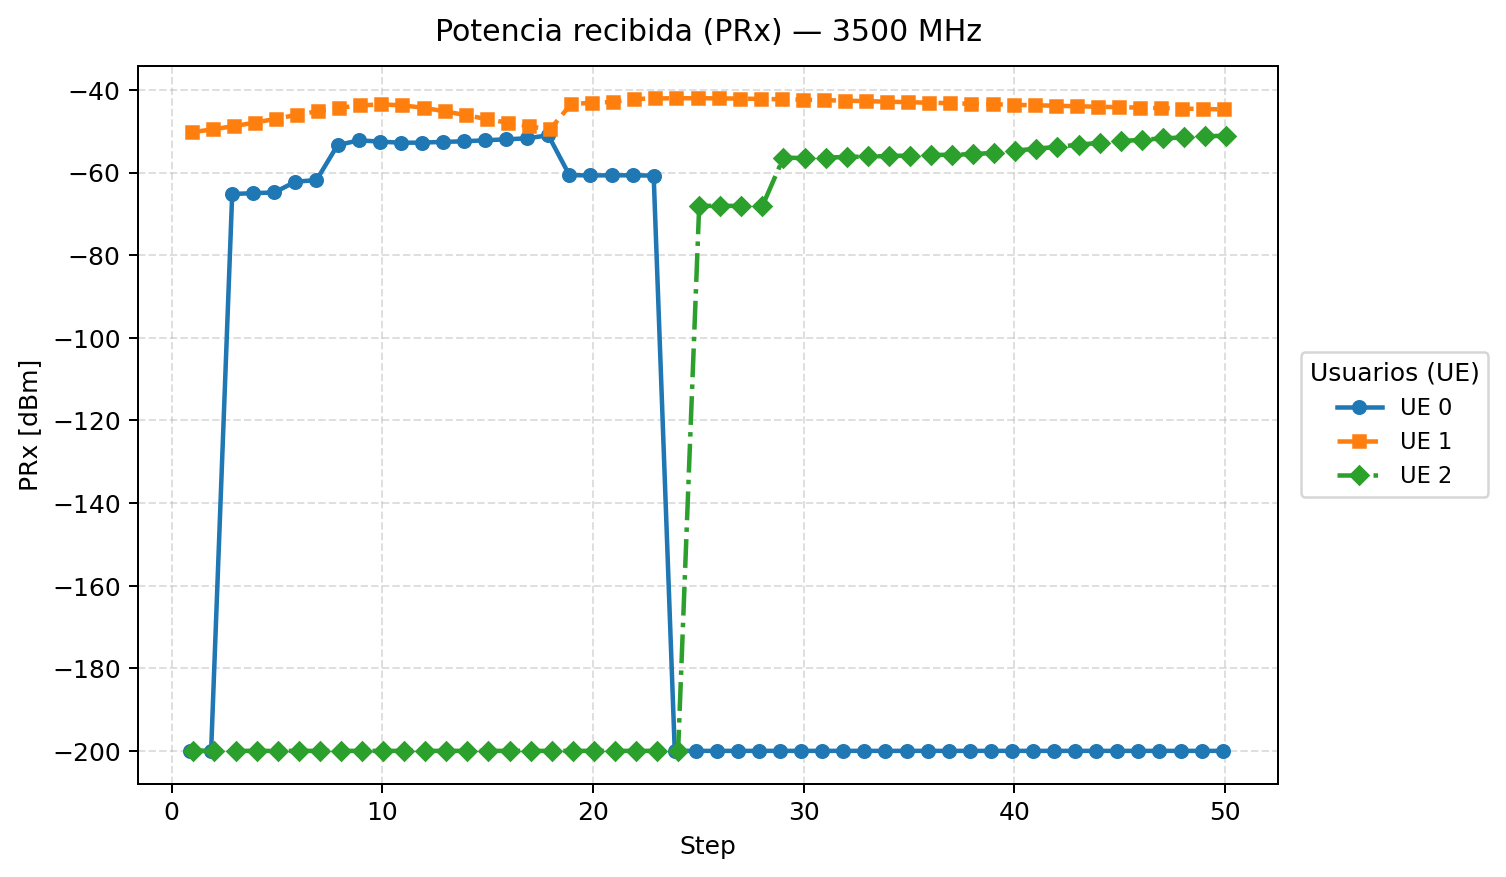 Potencia recibida (PRx) — 3500 MHz
PRx [dBm]
−40
−60
−80
−100
−120
−140
−160
−180
−200
0 10 20 30 40 50
Step
Usuarios (UE)
UE 0
UE 1
UE 2